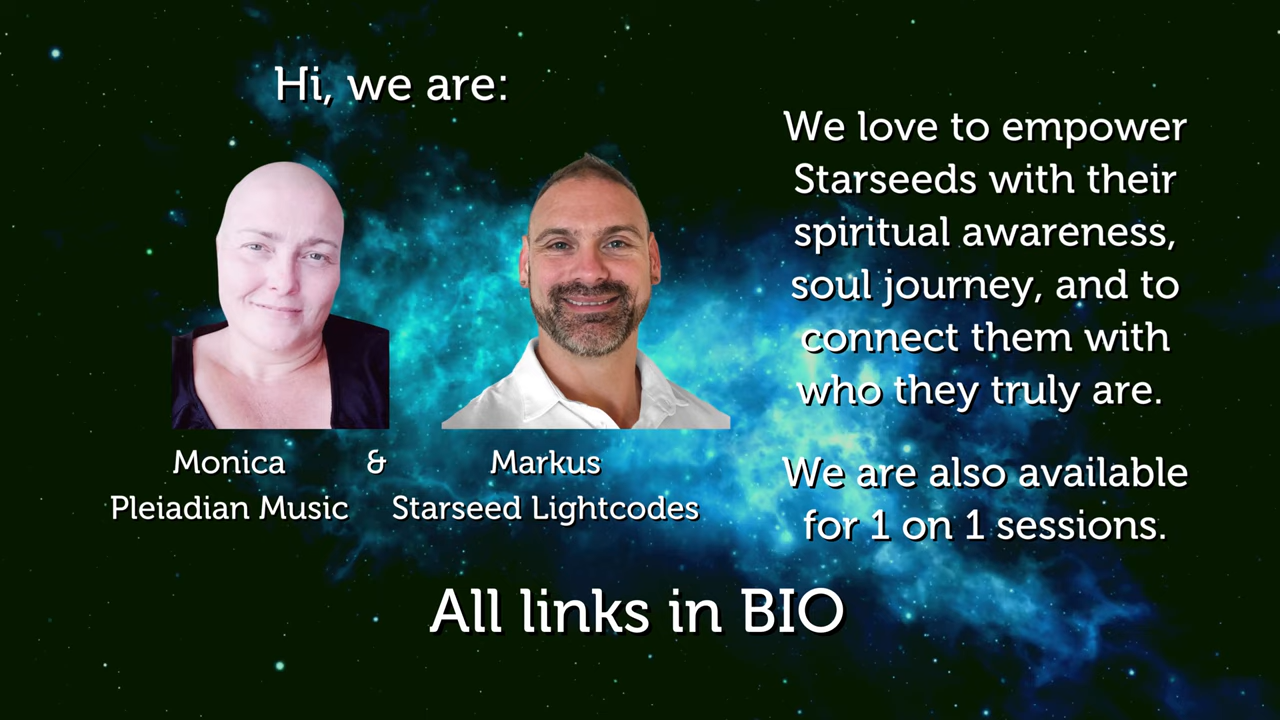 Hi, we are:
Monica & Markus
Pleiadian Music Starseed Lightcodes
We love to empower
Starseeds with their
spiritual awareness,
soul journey, and to
connect them with
who they truly are.
We are also available
for 1 on 1 sessions.
All links in BIO